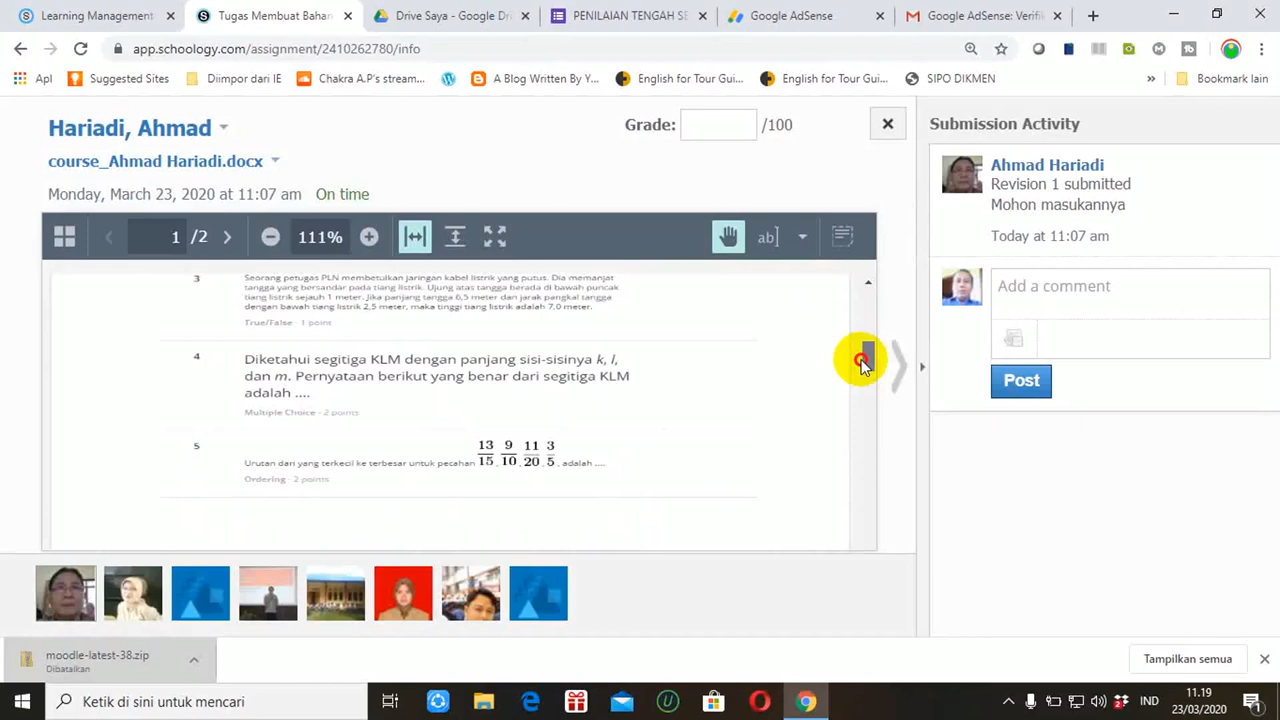 Learning Management
Tugas Membuat Bahan
Drive Saya - Google Dri
PENILAIAN TENGAH SE
Google AdSense
Google AdSense: Verifi
app.schoology.com/assignment/2410262780/info
Apl
Suggested Sites
Diimpor dari IE
Chakra A.P's stream...
A Blog Written By Y...
English for Tour Gui...
English for Tour Gui...
SIPO DIKMEN
»
Bookmark lain
Hariadi, Ahmad
Grade:
/100
course_Ahmad Hariadi.docx
Monday, March 23, 2020 at 11:07 am On time
1 /2
111%
ab
3
Seorang petugas PLN membetulkan jaringan kabel listrik yang putus. Dia memanjat
tangga yang bersandar pada tiang listrik. Ujung atas tangga berada di bawah puncak
tiang listrik sejauh 1 meter. Jika panjang tangga 6,5 meter dan jarak pangkal tangga
dengan bawah tiang listrik 2,5 meter, maka tinggi tiang listrik adalah 7,0 meter.
True/False - 1 point
4
Diketahui segitiga KLM dengan panjang sisi-sisinya k, l,
dan m. Pernyataan berikut yang benar dari segitiga KLM
adalah ....
Multiple Choice - 2 points
5
Urutan dari yang terkecil ke terbesar untuk pecahan 13/15, 9/10, 11/20, 3/5, adalah ....
Ordering - 2 points
Submission Activity
Ahmad Hariadi
Revision 1 submitted
Mohon masukannya
Today at 11:07 am
Add a comment
Post
moodle-latest-38.zip
Dibatalkan
Tampilkan semua
Ketik di sini untuk mencari
IND
11.19
23/03/2020